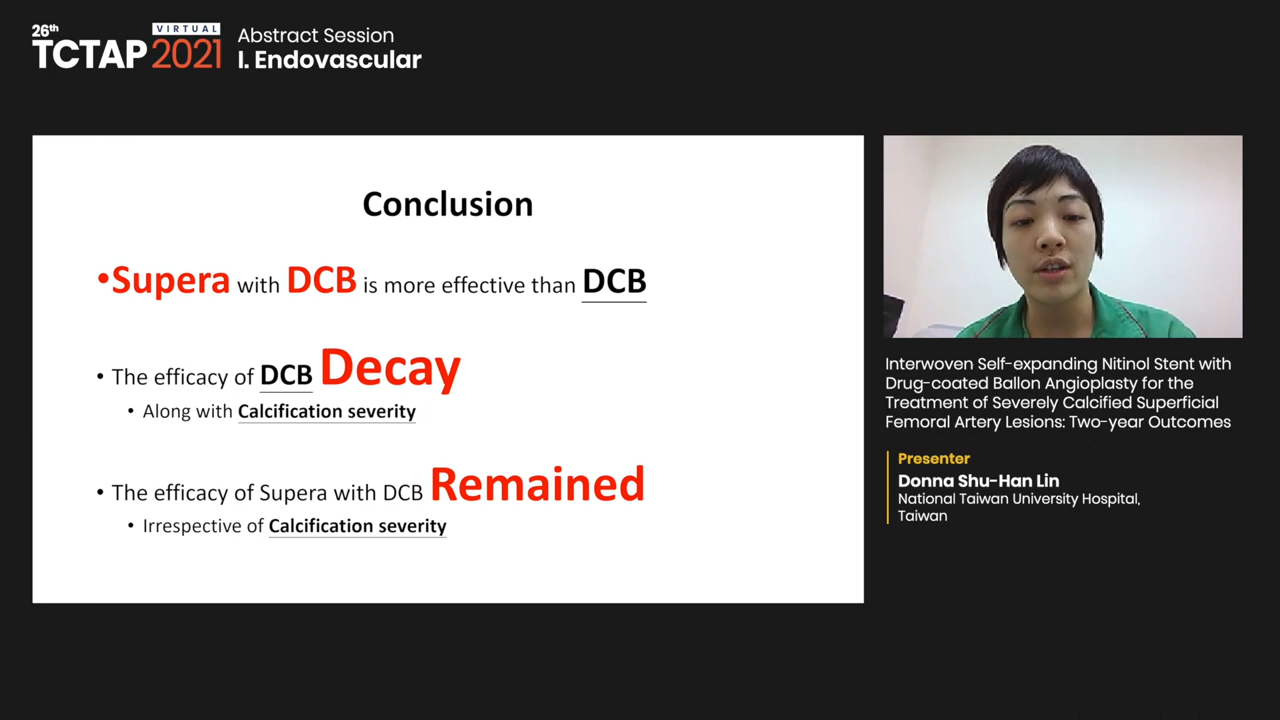 26th
VIRTUAL
TCTAP 2021
Abstract Session
I. Endovascular
Conclusion
•Supera with DCB is more effective than DCB
• The efficacy of DCB Decay
• Along with Calcification severity
• The efficacy of Supera with DCB Remained
• Irrespective of Calcification severity
Interwoven Self-expanding Nitinol Stent with
Drug-coated Ballon Angioplasty for the
Treatment of Severely Calcified Superficial
Femoral Artery Lesions: Two-year Outcomes
Presenter
Donna Shu-Han Lin
National Taiwan University Hospital,
Taiwan